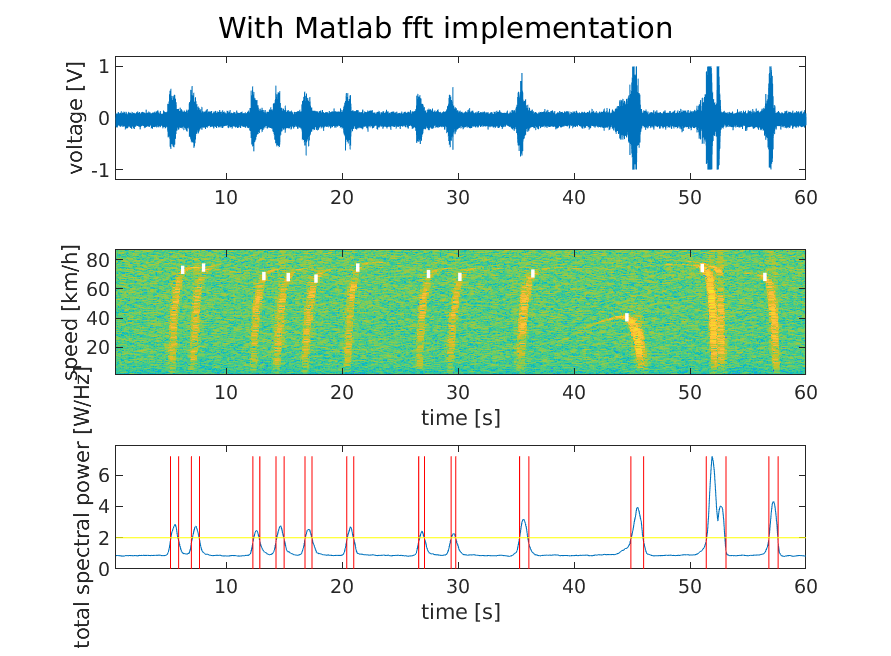 With Matlab fft implementation
voltage [V]
1
0
-1
10 20 30 40 50 60
speed [km/h]
80
60
40
20
10 20 30 40 50 60
time [s]
total spectral power [W/Hz]
6
4
2
0
10 20 30 40 50 60
time [s]